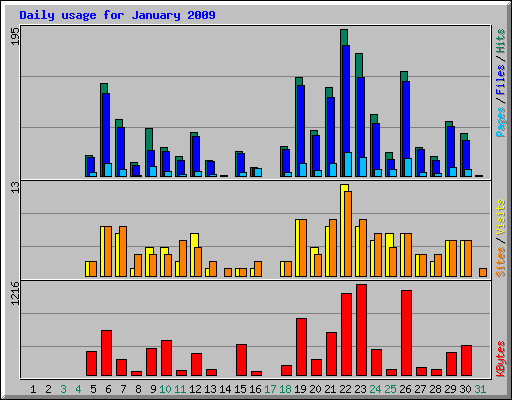 Daily usage for January 2009
195
Pages / Files / Hits
13
Sites / Visits
1216
KBytes
1 2 3 4 5 6 7 8 9 10 11 12 13 14 15 16 17 18 19 20 21 22 23 24 25 26 27 28 29 30 31